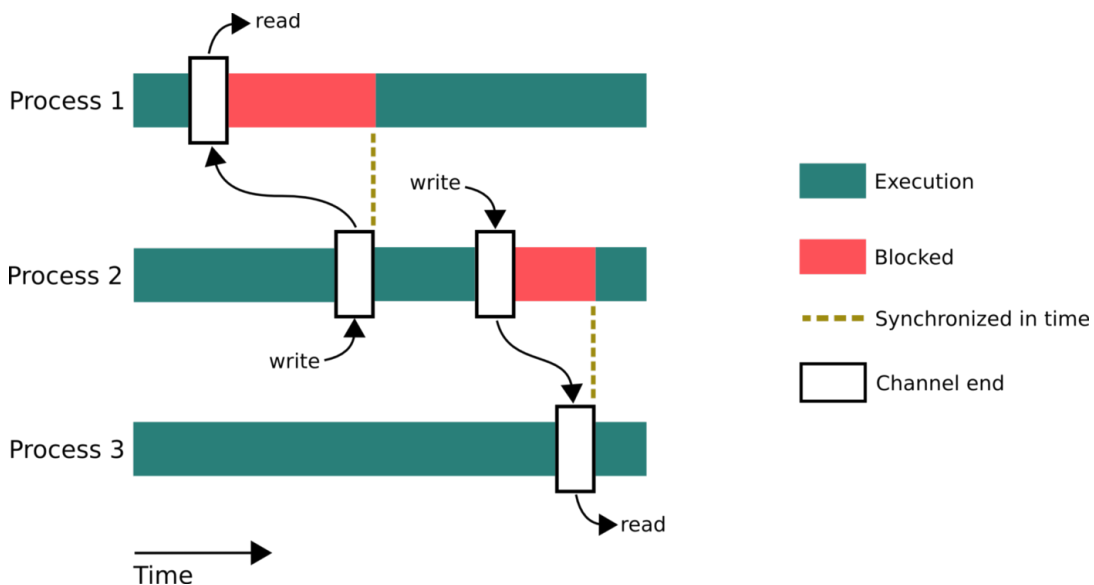 read
Process 1
write
Process 2
write
Process 3
read
Time
Execution
Blocked
Synchronized in time
Channel end